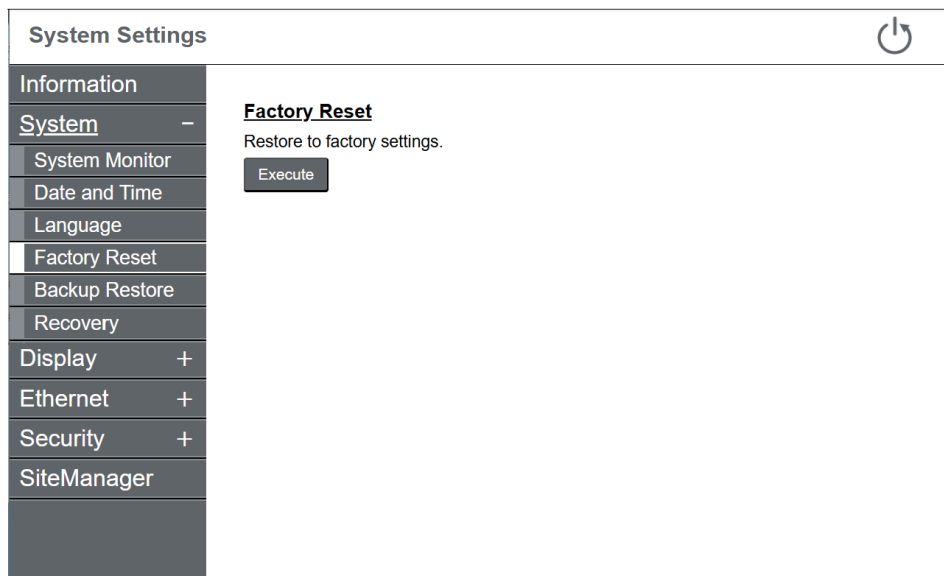 System Settings
Information
System −
System Monitor
Date and Time
Language
Factory Reset
Backup Restore
Recovery
Display +
Ethernet +
Security +
SiteManager
Factory Reset
Restore to factory settings.
Execute